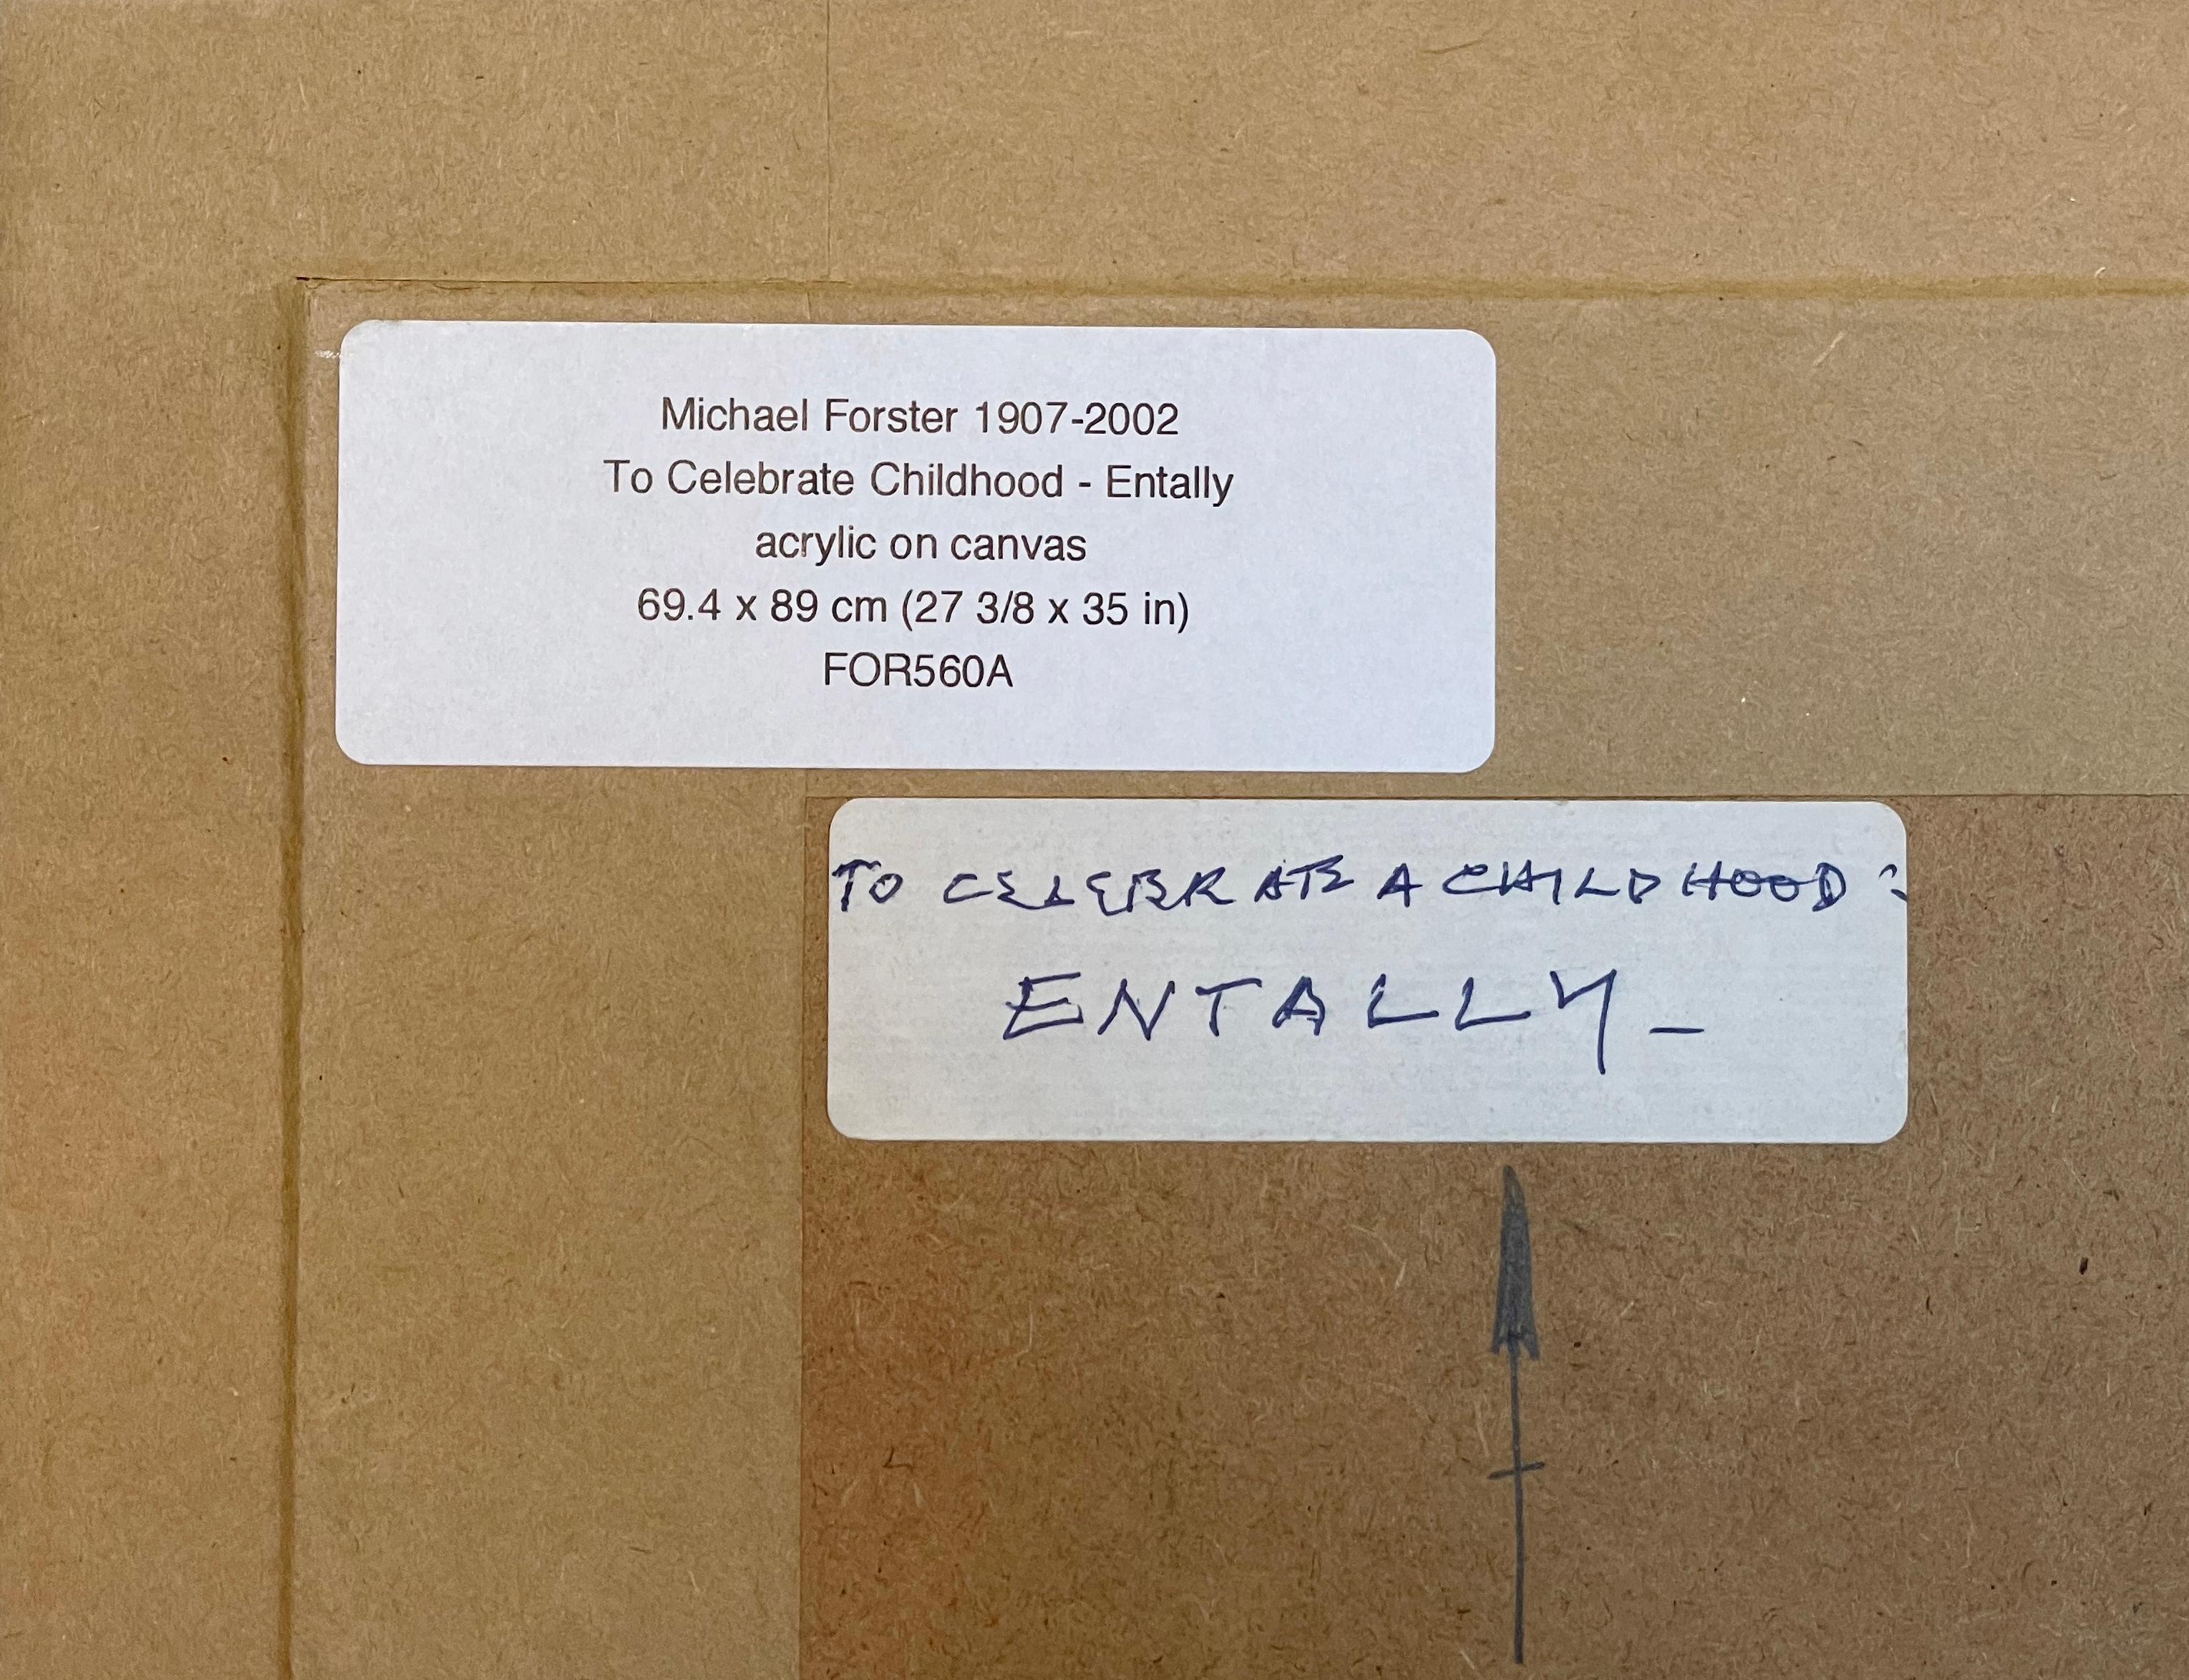 Michael Forster 1907-2002
To Celebrate Childhood - Entally
acrylic on canvas
69.4 x 89 cm (27 3/8 x 35 in)
FOR560A
TO CELEBRATE A CHILDHOOD :
ENTALLY -